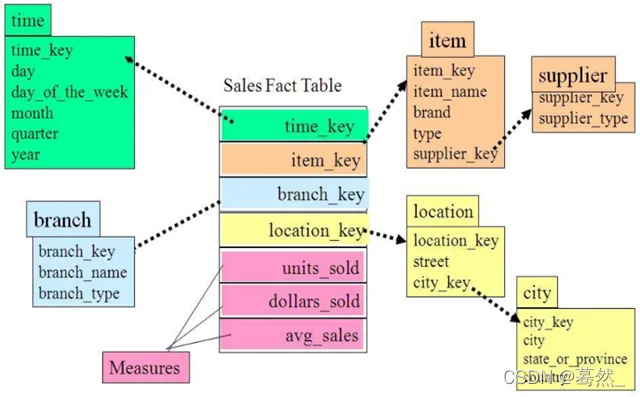 time
time_key
day
day_of_the_week
month
quarter
year
Sales Fact Table
time_key
item_key
branch_key
location_key
units_sold
dollars_sold
avg_sales
Measures
branch
branch_key
branch_name
branch_type
item
item_key
item_name
brand
type
supplier_key
supplier
supplier_key
supplier_type
location
location_key
street
city_key
city
city_key
city
state_or_province
country
CSDN @蓦然_